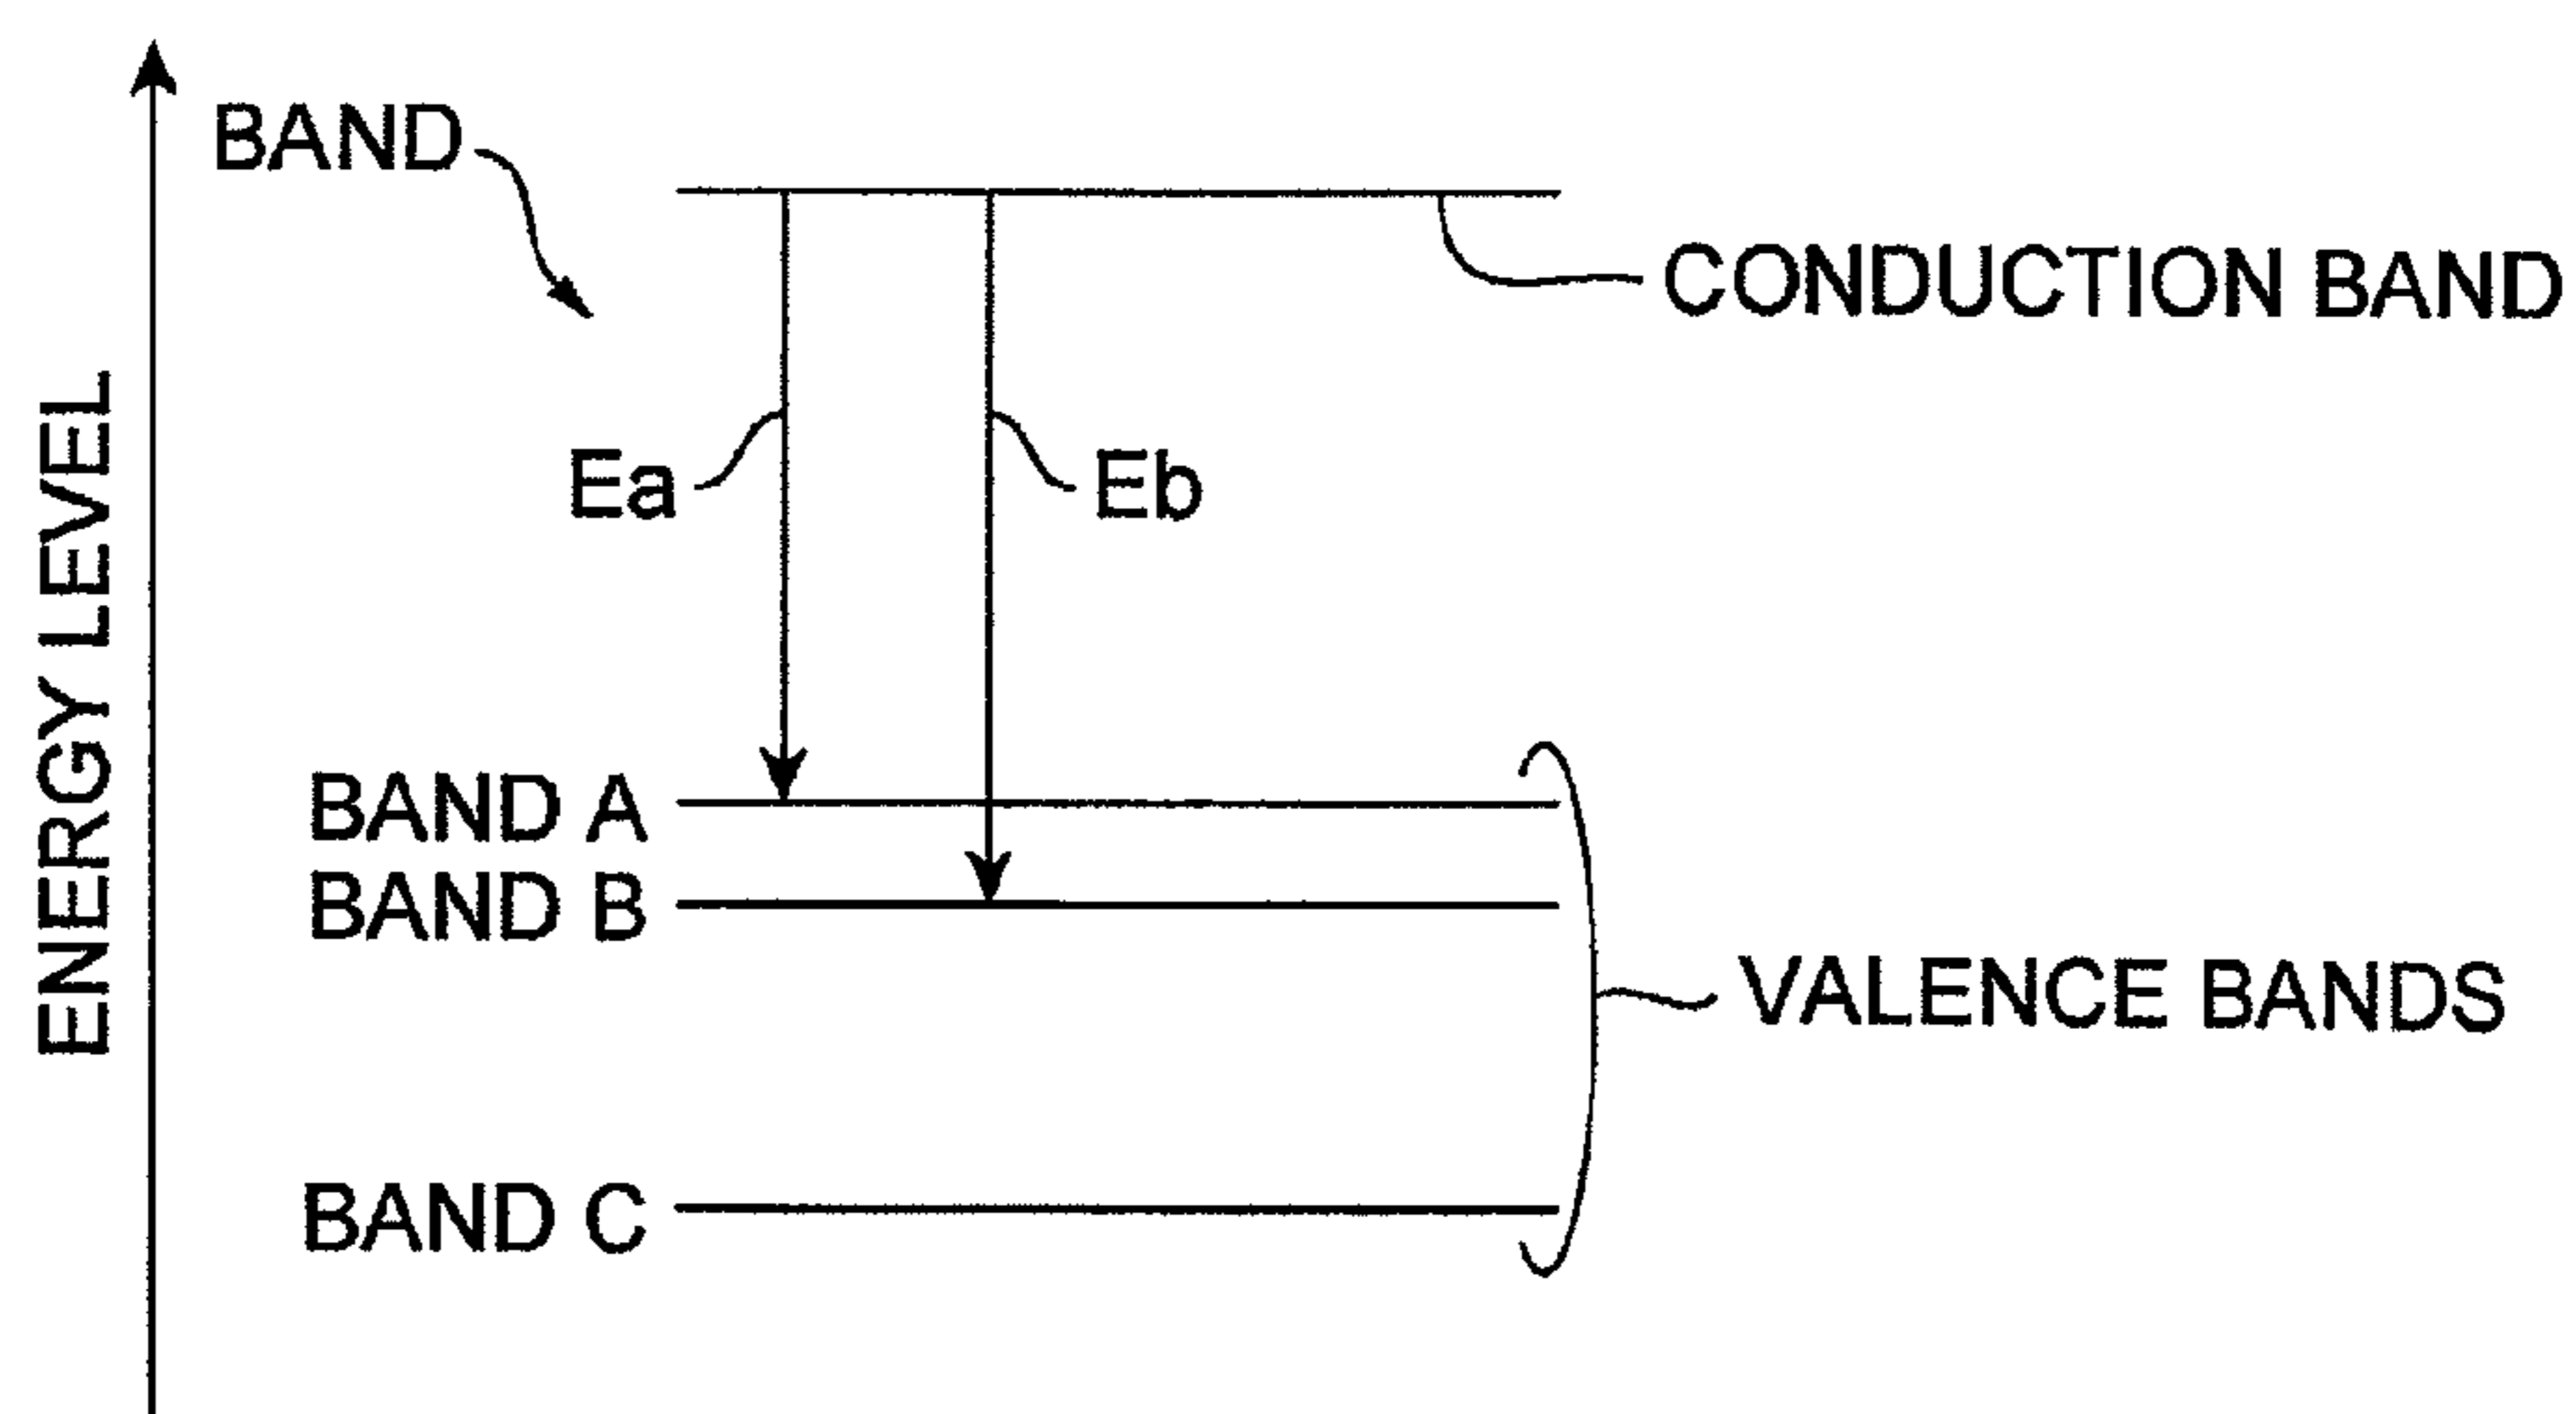 BAND
CONDUCTION BAND
Ea
Eb
ENERGY LEVEL
BAND A
BAND B
VALENCE BANDS
BAND C